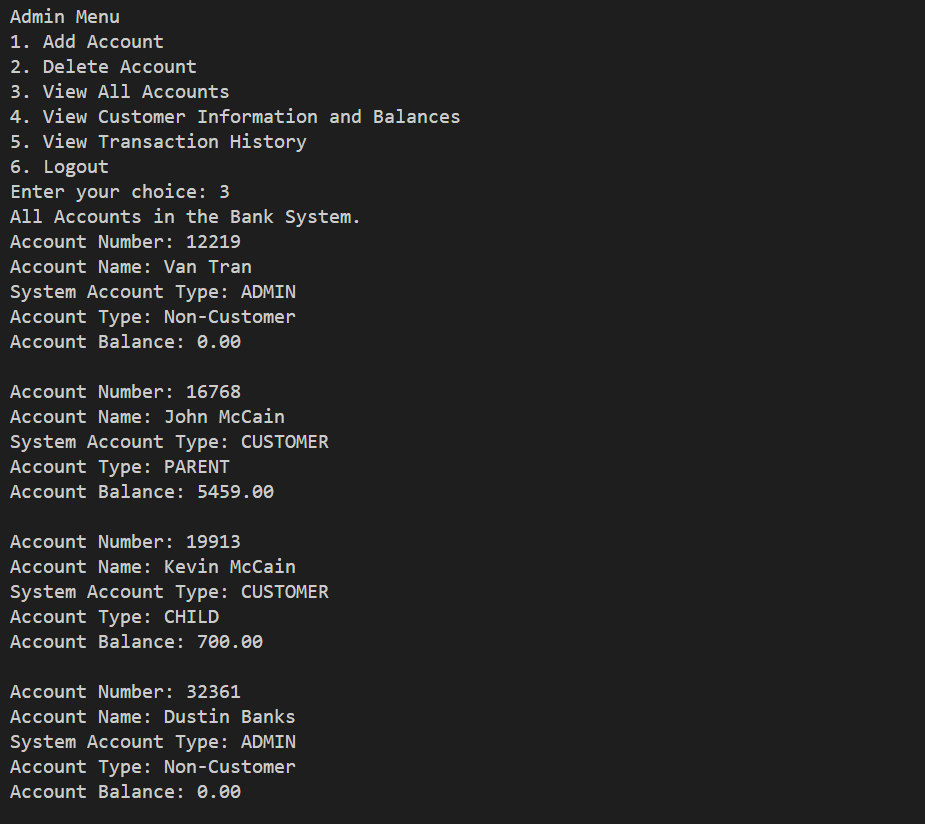 Admin Menu
1. Add Account
2. Delete Account
3. View All Accounts
4. View Customer Information and Balances
5. View Transaction History
6. Logout
Enter your choice: 3
All Accounts in the Bank System.
Account Number: 12219
Account Name: Van Tran
System Account Type: ADMIN
Account Type: Non-Customer
Account Balance: 0.00

Account Number: 16768
Account Name: John McCain
System Account Type: CUSTOMER
Account Type: PARENT
Account Balance: 5459.00

Account Number: 19913
Account Name: Kevin McCain
System Account Type: CUSTOMER
Account Type: CHILD
Account Balance: 700.00

Account Number: 32361
Account Name: Dustin Banks
System Account Type: ADMIN
Account Type: Non-Customer
Account Balance: 0.00